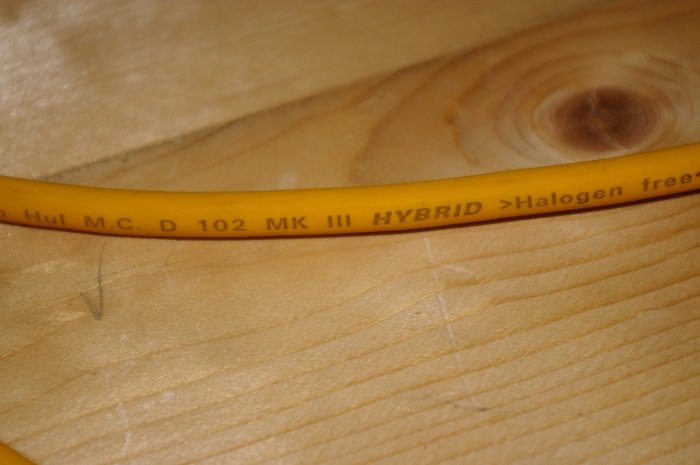 n Hul M.C. D 102 MK III HYBRID >Halogen free<